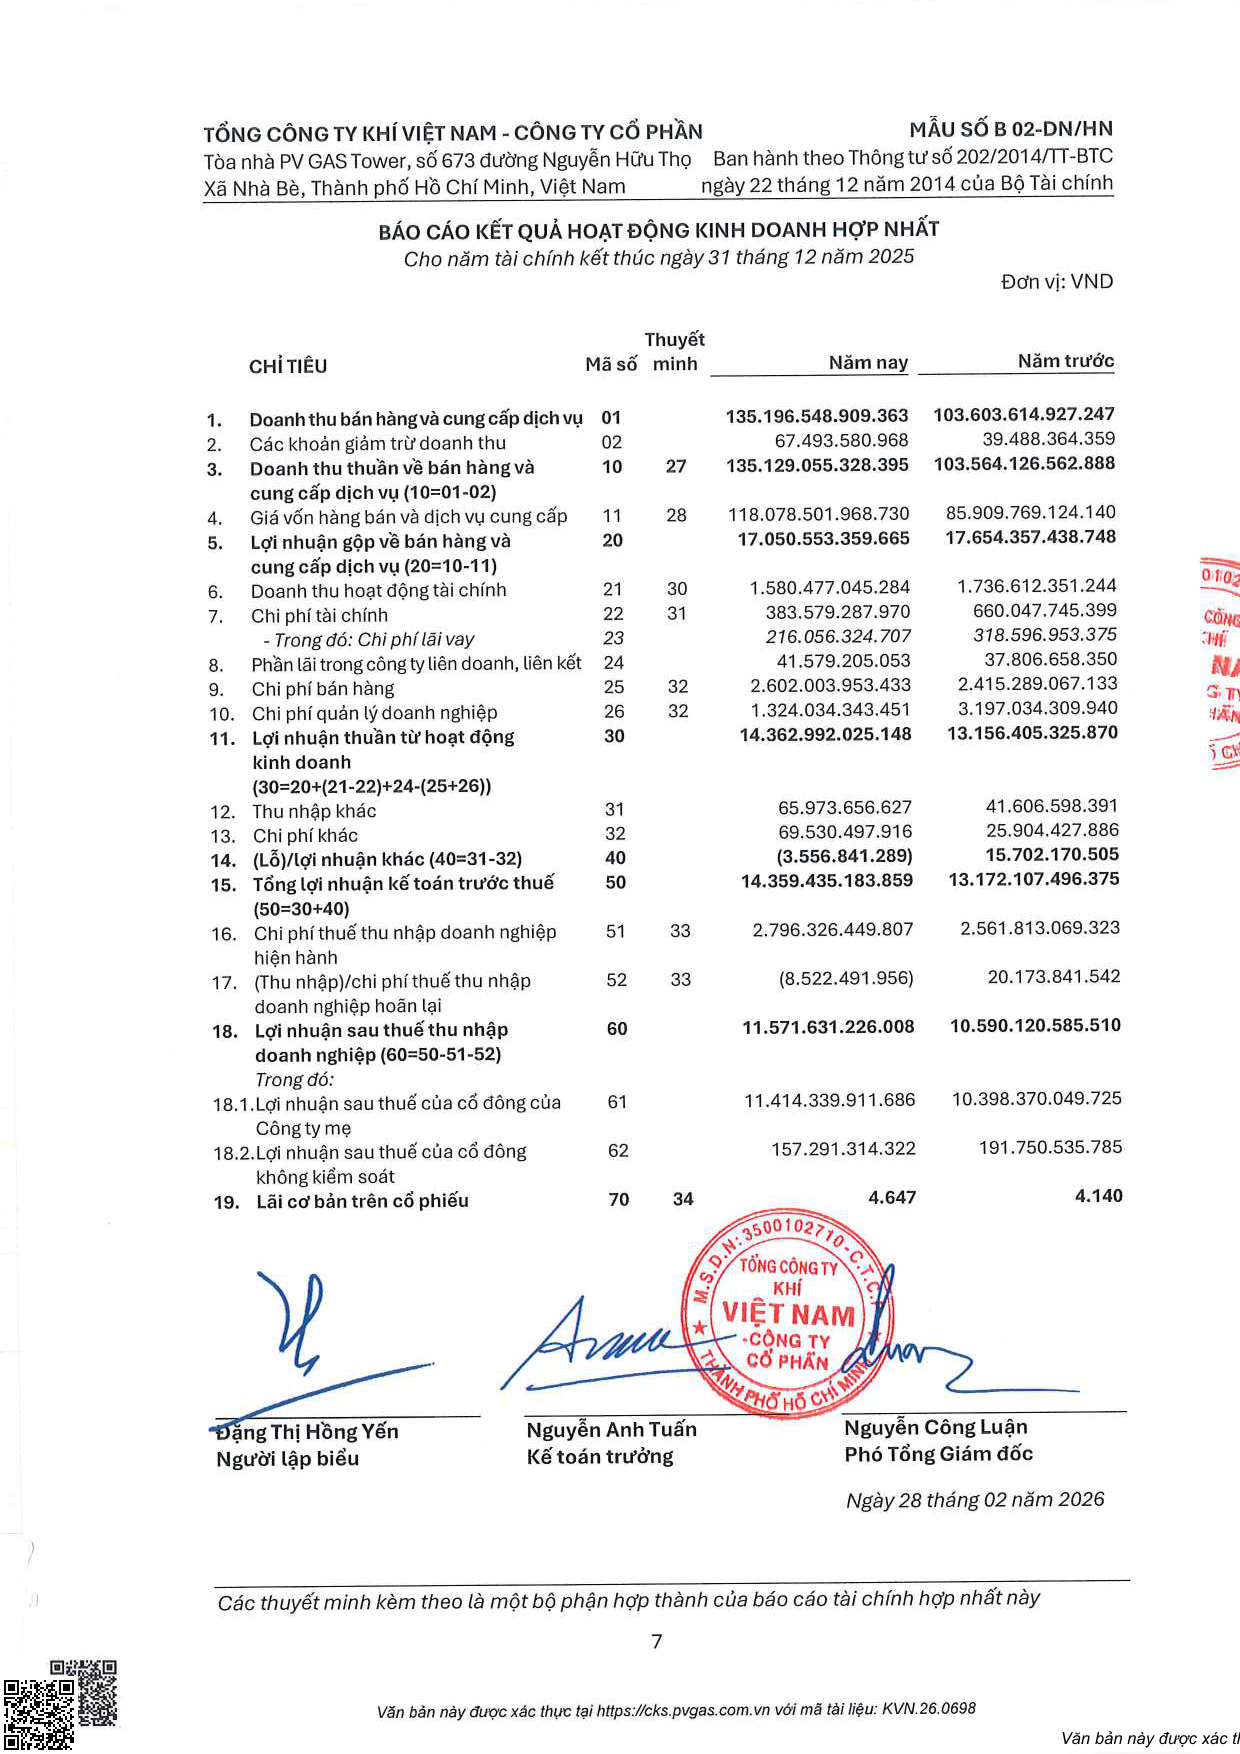 TỔNG CÔNG TY KHÍ VIỆT NAM - CÔNG TY CỔ PHẦN MẪU SỐ B 02-DN/HN
Tòa nhà PV GAS Tower, số 673 đường Nguyễn Hữu Thọ Ban hành theo Thông tư số 202/2014/TT-BTC
Xã Nhà Bè, Thành phố Hồ Chí Minh, Việt Nam ngày 22 tháng 12 năm 2014 của Bộ Tài chính
BÁO CÁO KẾT QUẢ HOẠT ĐỘNG KINH DOANH HỢP NHẤT
Cho năm tài chính kết thúc ngày 31 tháng 12 năm 2025
Đơn vị: VND
Thuyết
CHỈ TIÊU Mã số minh Năm nay Năm trước
1. Doanh thu bán hàng và cung cấp dịch vụ 01 135.196.548.909.363 103.603.614.927.247
2. Các khoản giảm trừ doanh thu 02 67.493.580.968 39.488.364.359
3. Doanh thu thuần về bán hàng và 10 27 135.129.055.328.395 103.564.126.562.888
cung cấp dịch vụ (10=01-02)
4. Giá vốn hàng bán và dịch vụ cung cấp 11 28 118.078.501.968.730 85.909.769.124.140
5. Lợi nhuận gộp về bán hàng và 20 17.050.553.359.665 17.654.357.438.748
cung cấp dịch vụ (20=10-11)
6. Doanh thu hoạt động tài chính 21 30 1.580.477.045.284 1.736.612.351.244
7. Chi phí tài chính 22 31 383.579.287.970 660.047.745.399
- Trong đó: Chi phí lãi vay 23 216.056.324.707 318.596.953.375
8. Phần lãi trong công ty liên doanh, liên kết 24 41.579.205.053 37.806.658.350
9. Chi phí bán hàng 25 32 2.602.003.953.433 2.415.289.067.133
10. Chi phí quản lý doanh nghiệp 26 32 1.324.034.343.451 3.197.034.309.940
11. Lợi nhuận thuần từ hoạt động 30 14.362.992.025.148 13.156.405.325.870
kinh doanh
(30=20+(21-22)+24-(25+26))
12. Thu nhập khác 31 65.973.656.627 41.606.598.391
13. Chi phí khác 32 69.530.497.916 25.904.427.886
14. (Lỗ)/lợi nhuận khác (40=31-32) 40 (3.556.841.289) 15.702.170.505
15. Tổng lợi nhuận kế toán trước thuế 50 14.359.435.183.859 13.172.107.496.375
(50=30+40)
16. Chi phí thuế thu nhập doanh nghiệp 51 33 2.796.326.449.807 2.561.813.069.323
hiện hành
17. (Thu nhập)/chi phí thuế thu nhập 52 33 (8.522.491.956) 20.173.841.542
doanh nghiệp hoãn lại
18. Lợi nhuận sau thuế thu nhập 60 11.571.631.226.008 10.590.120.585.510
doanh nghiệp (60=50-51-52)
Trong đó:
18.1. Lợi nhuận sau thuế của cổ đông của 61 11.414.339.911.686 10.398.370.049.725
Công ty mẹ
18.2. Lợi nhuận sau thuế của cổ đông 62 157.291.314.322 191.750.535.785
không kiểm soát
19. Lãi cơ bản trên cổ phiếu 70 34 4.647 4.140
M.S.D.N: 3500102710-C.T.C.P
TỔNG CÔNG TY
KHÍ
VIỆT NAM
-CÔNG TY
CỔ PHẦN
THÀNH PHỐ HỒ CHÍ MINH
Đặng Thị Hồng Yến Nguyễn Anh Tuấn Nguyễn Công Luận
Người lập biểu Kế toán trưởng Phó Tổng Giám đốc
Ngày 28 tháng 02 năm 2026
Các thuyết minh kèm theo là một bộ phận hợp thành của báo cáo tài chính hợp nhất này
7
Văn bản này được xác thực tại https://cks.pvgas.com.vn với mã tài liệu: KVN.26.0698
Văn bản này được xác